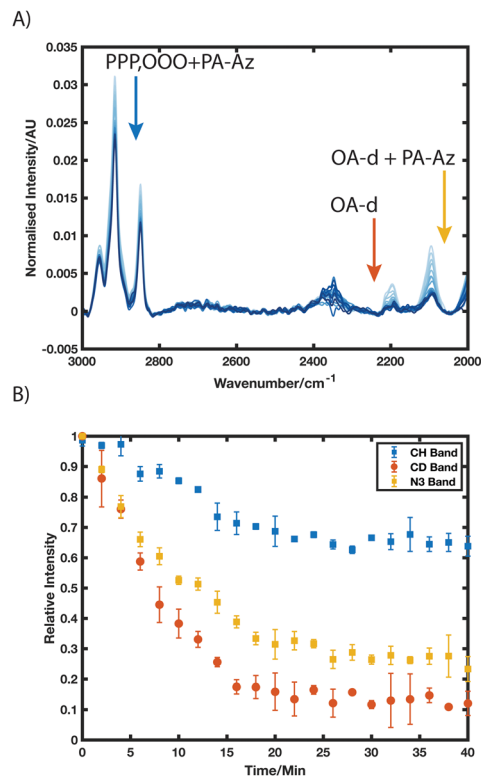 A)
PPP,OOO+PA-Az
OA-d + PA-Az
OA-d
Normalised Intensity/AU
0.035
0.03
0.025
0.02
0.015
0.01
0.005
0
-0.005
3000 2800 2600 2400 2200 2000
Wavenumber/cm-1
B)
CH Band
CD Band
N3 Band
Relative Intensity
1
0.9
0.8
0.7
0.6
0.5
0.4
0.3
0.2
0.1
0
0 5 10 15 20 25 30 35 40
Time/Min